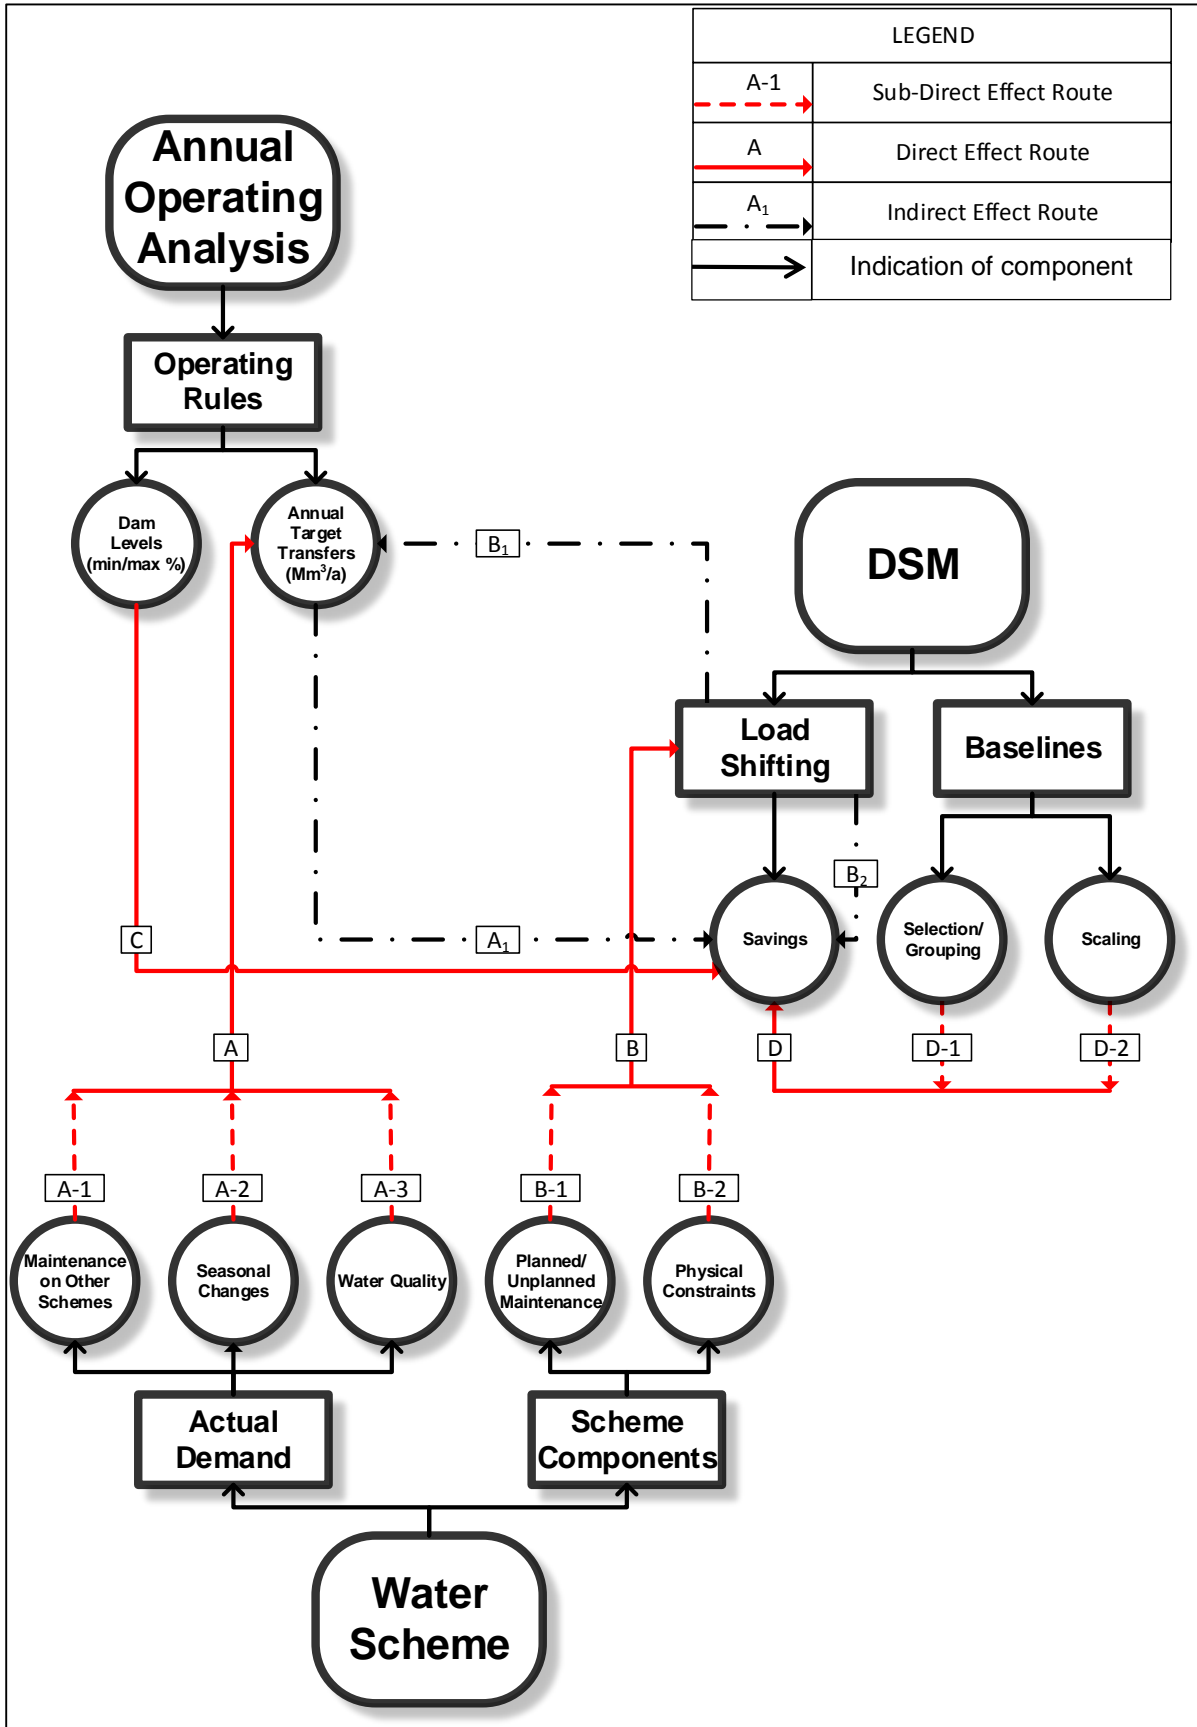 LEGEND
A-1
Sub-Direct Effect Route
A
Direct Effect Route
A₁
Indirect Effect Route
Indication of component
Annual
Operating
Analysis
Operating
Rules
Dam
Levels
(min/max %)
Annual
Target
Transfers
(Mm³/a)
B₁
DSM
Load
Shifting
Baselines
B₂
C
A₁
Savings
Selection/
Grouping
Scaling
A
B
D
D-1
D-2
A-1
A-2
A-3
B-1
B-2
Maintenance
on Other
Schemes
Seasonal
Changes
Water Quality
Planned/
Unplanned
Maintenance
Physical
Constraints
Actual
Demand
Scheme
Components
Water
Scheme